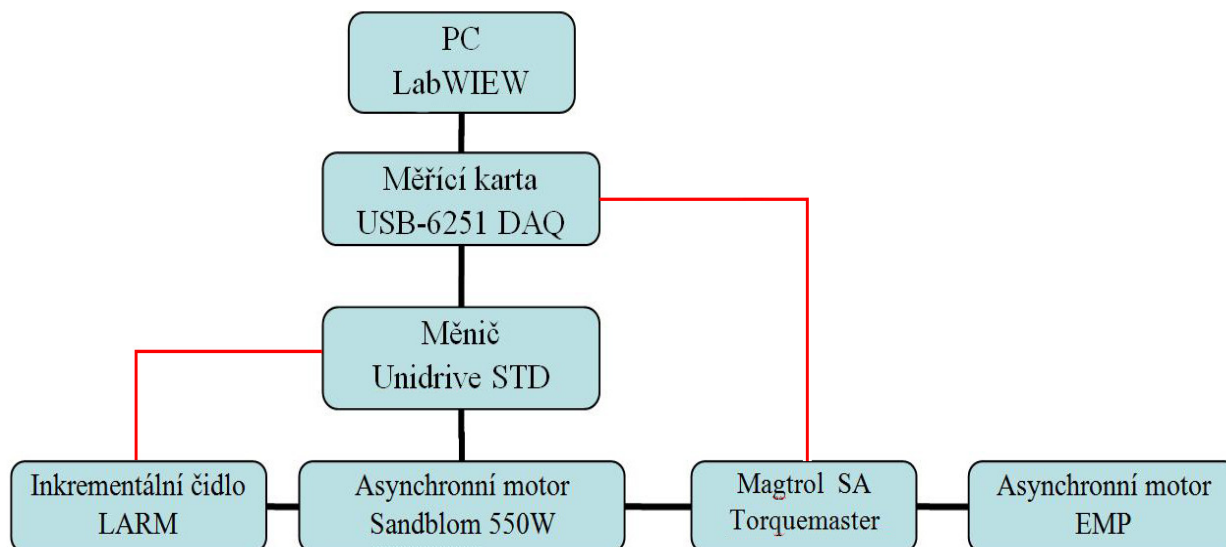 PC
LabWIEW
Měřící karta
USB-6251 DAQ
Měnič
Unidrive STD
Inkrementální čidlo
LARM
Asynchronní motor
Sandblom 550W
Magtrol SA
Torquemaster
Asynchronní motor
EMP